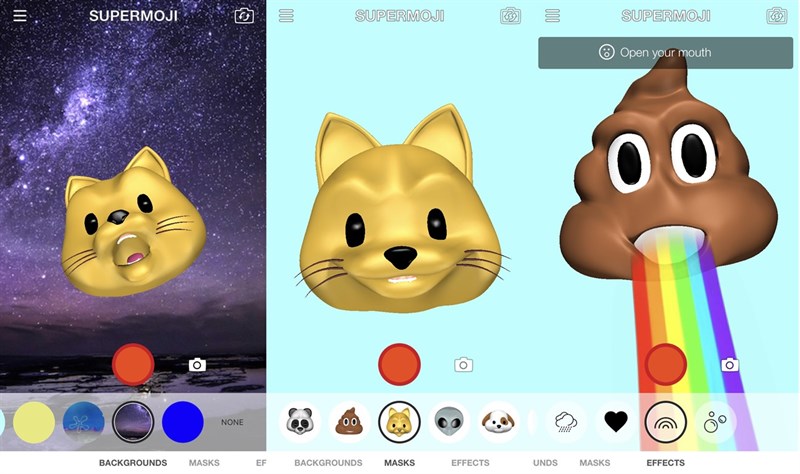 SUPERMOJI
NONE
BACKGROUNDS MASKS EF
SUPERMOJI
BACKGROUNDS MASKS EFFECTS
SUPERMOJI
Open your mouth
UNDS MASKS EFFECTS